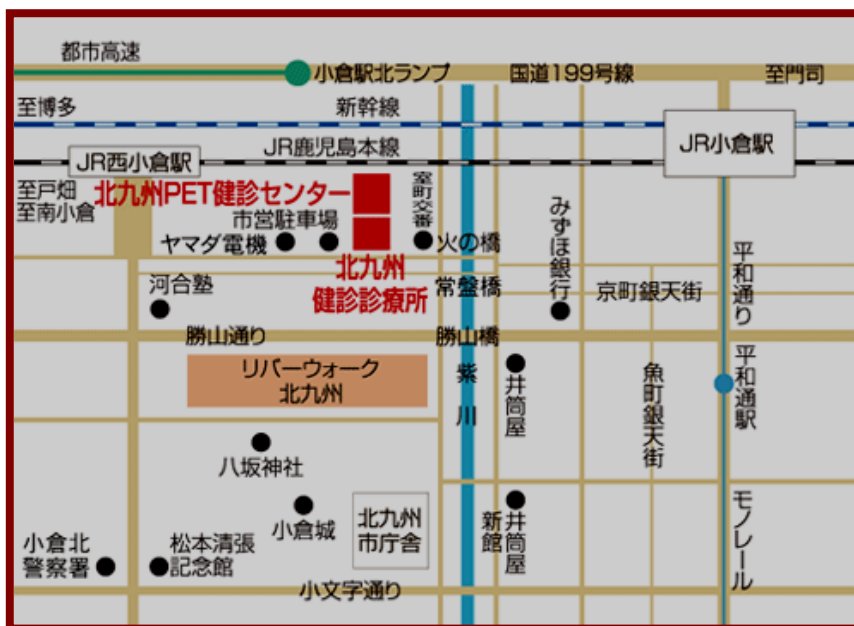 都市高速
小倉駅北ランプ
国道199号線
至門司
至博多
新幹線
JR小倉駅
JR鹿児島本線
JR西小倉駅
至戸畑
至南小倉
北九州PET健診センター
室町交番
市営駐車場
ヤマダ電機
火の橋
みずほ銀行
平和通り
北九州
健診診療所
河合塾
常盤橋
京町銀天街
勝山通り
勝山橋
リバーウォーク
北九州
紫川
井筒屋
魚町銀天街
平和通駅
八坂神社
小倉城
北九州
市庁舎
井筒屋
新館
モノレール
小倉北
警察署
松本清張
記念館
小文字通り